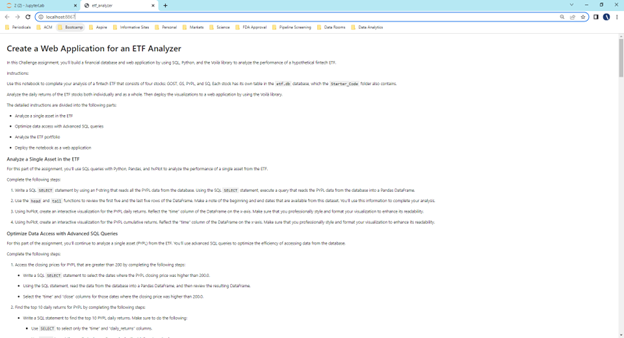 2 (2) - JupyterLab
etf_analyzer
localhost:8867
Periodicals ACM Bootcamp Aspire Informative Sites Personal Markets Science FDA Approval Pipeline Screening Data Rooms Data Analytics
Create a Web Application for an ETF Analyzer
In this Challenge assignment, you'll build a financial database and web application by using SQL, Python, and the Voilà library to analyze the performance of a hypothetical fintech ETF.
Instructions:
Use this notebook to complete your analysis of a fintech ETF that consists of four stocks: GOST, GS, PYPL, and SQ. Each stock has its own table in the etf.db database, which the Starter_Code folder also contains.
Analyze the daily returns of the ETF stocks both individually and as a whole. Then deploy the visualizations to a web application by using the Voilà library.
The detailed instructions are divided into the following parts:
• Analyze a single asset in the ETF
• Optimize data access with Advanced SQL queries
• Analyze the ETF portfolio
• Deploy the notebook as a web application
Analyze a Single Asset in the ETF
For this part of the assignment, you'll use SQL queries with Python, Pandas, and hvPlot to analyze the performance of a single asset from the ETF.
Complete the following steps:
1. Write a SQL SELECT statement by using an f-string that reads all the PYPL data from the database. Using the SQL SELECT statement, execute a query that reads the PYPL data from the database into a Pandas DataFrame.
2. Use the head and tail functions to review the first five and the last five rows of the DataFrame. Make a note of the beginning and end dates that are available from this dataset. You'll use this information to complete your analysis.
3. Using hvPlot, create an interactive visualization for the PYPL daily returns. Reflect the "time" column of the DataFrame on the x-axis. Make sure that you professionally style and format your visualization to enhance its readability.
4. Using hvPlot, create an interactive visualization for the PYPL cumulative returns. Reflect the "time" column of the DataFrame on the x-axis. Make sure that you professionally style and format your visualization to enhance its readability.
Optimize Data Access with Advanced SQL Queries
For this part of the assignment, you'll continue to analyze a single asset (PYPL) from the ETF. You'll use advanced SQL queries to optimize the efficiency of accessing data from the database.
Complete the following steps:
1. Access the closing prices for PYPL that are greater than 200 by completing the following steps:
• Write a SQL SELECT statement to select the dates where the PYPL closing price was higher than 200.0.
• Using the SQL statement, read the data from the database into a Pandas DataFrame, and then review the resulting DataFrame.
• Select the "time" and "close" columns for those dates where the closing price was higher than 200.0.
2. Find the top 10 daily returns for PYPL by completing the following steps:
• Write a SQL statement to find the top 10 PYPL daily returns. Make sure to do the following:
• Use SELECT to select only the "time" and "daily_returns" columns.